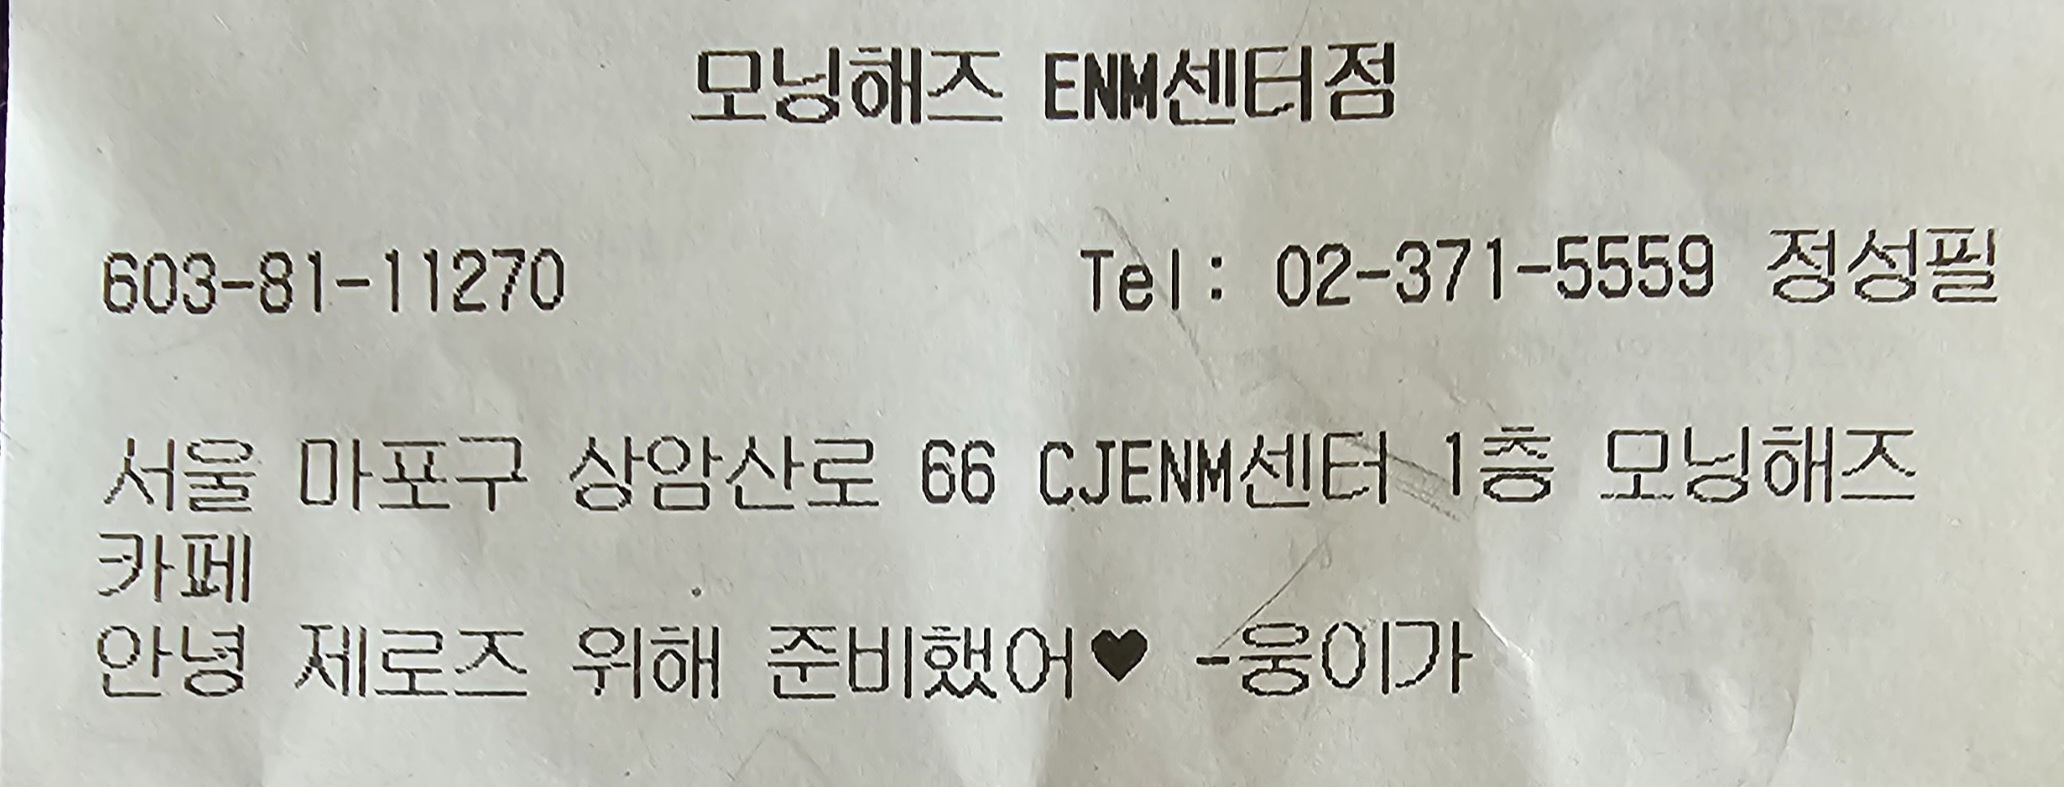 모닝해즈 ENM센터점
603-81-11270 Tel: 02-371-5559 정성필
서울 마포구 상암산로 66 CJENM센터 1층 모닝해즈
카페
안녕 제로즈 위해 준비했어♥ -웅이가